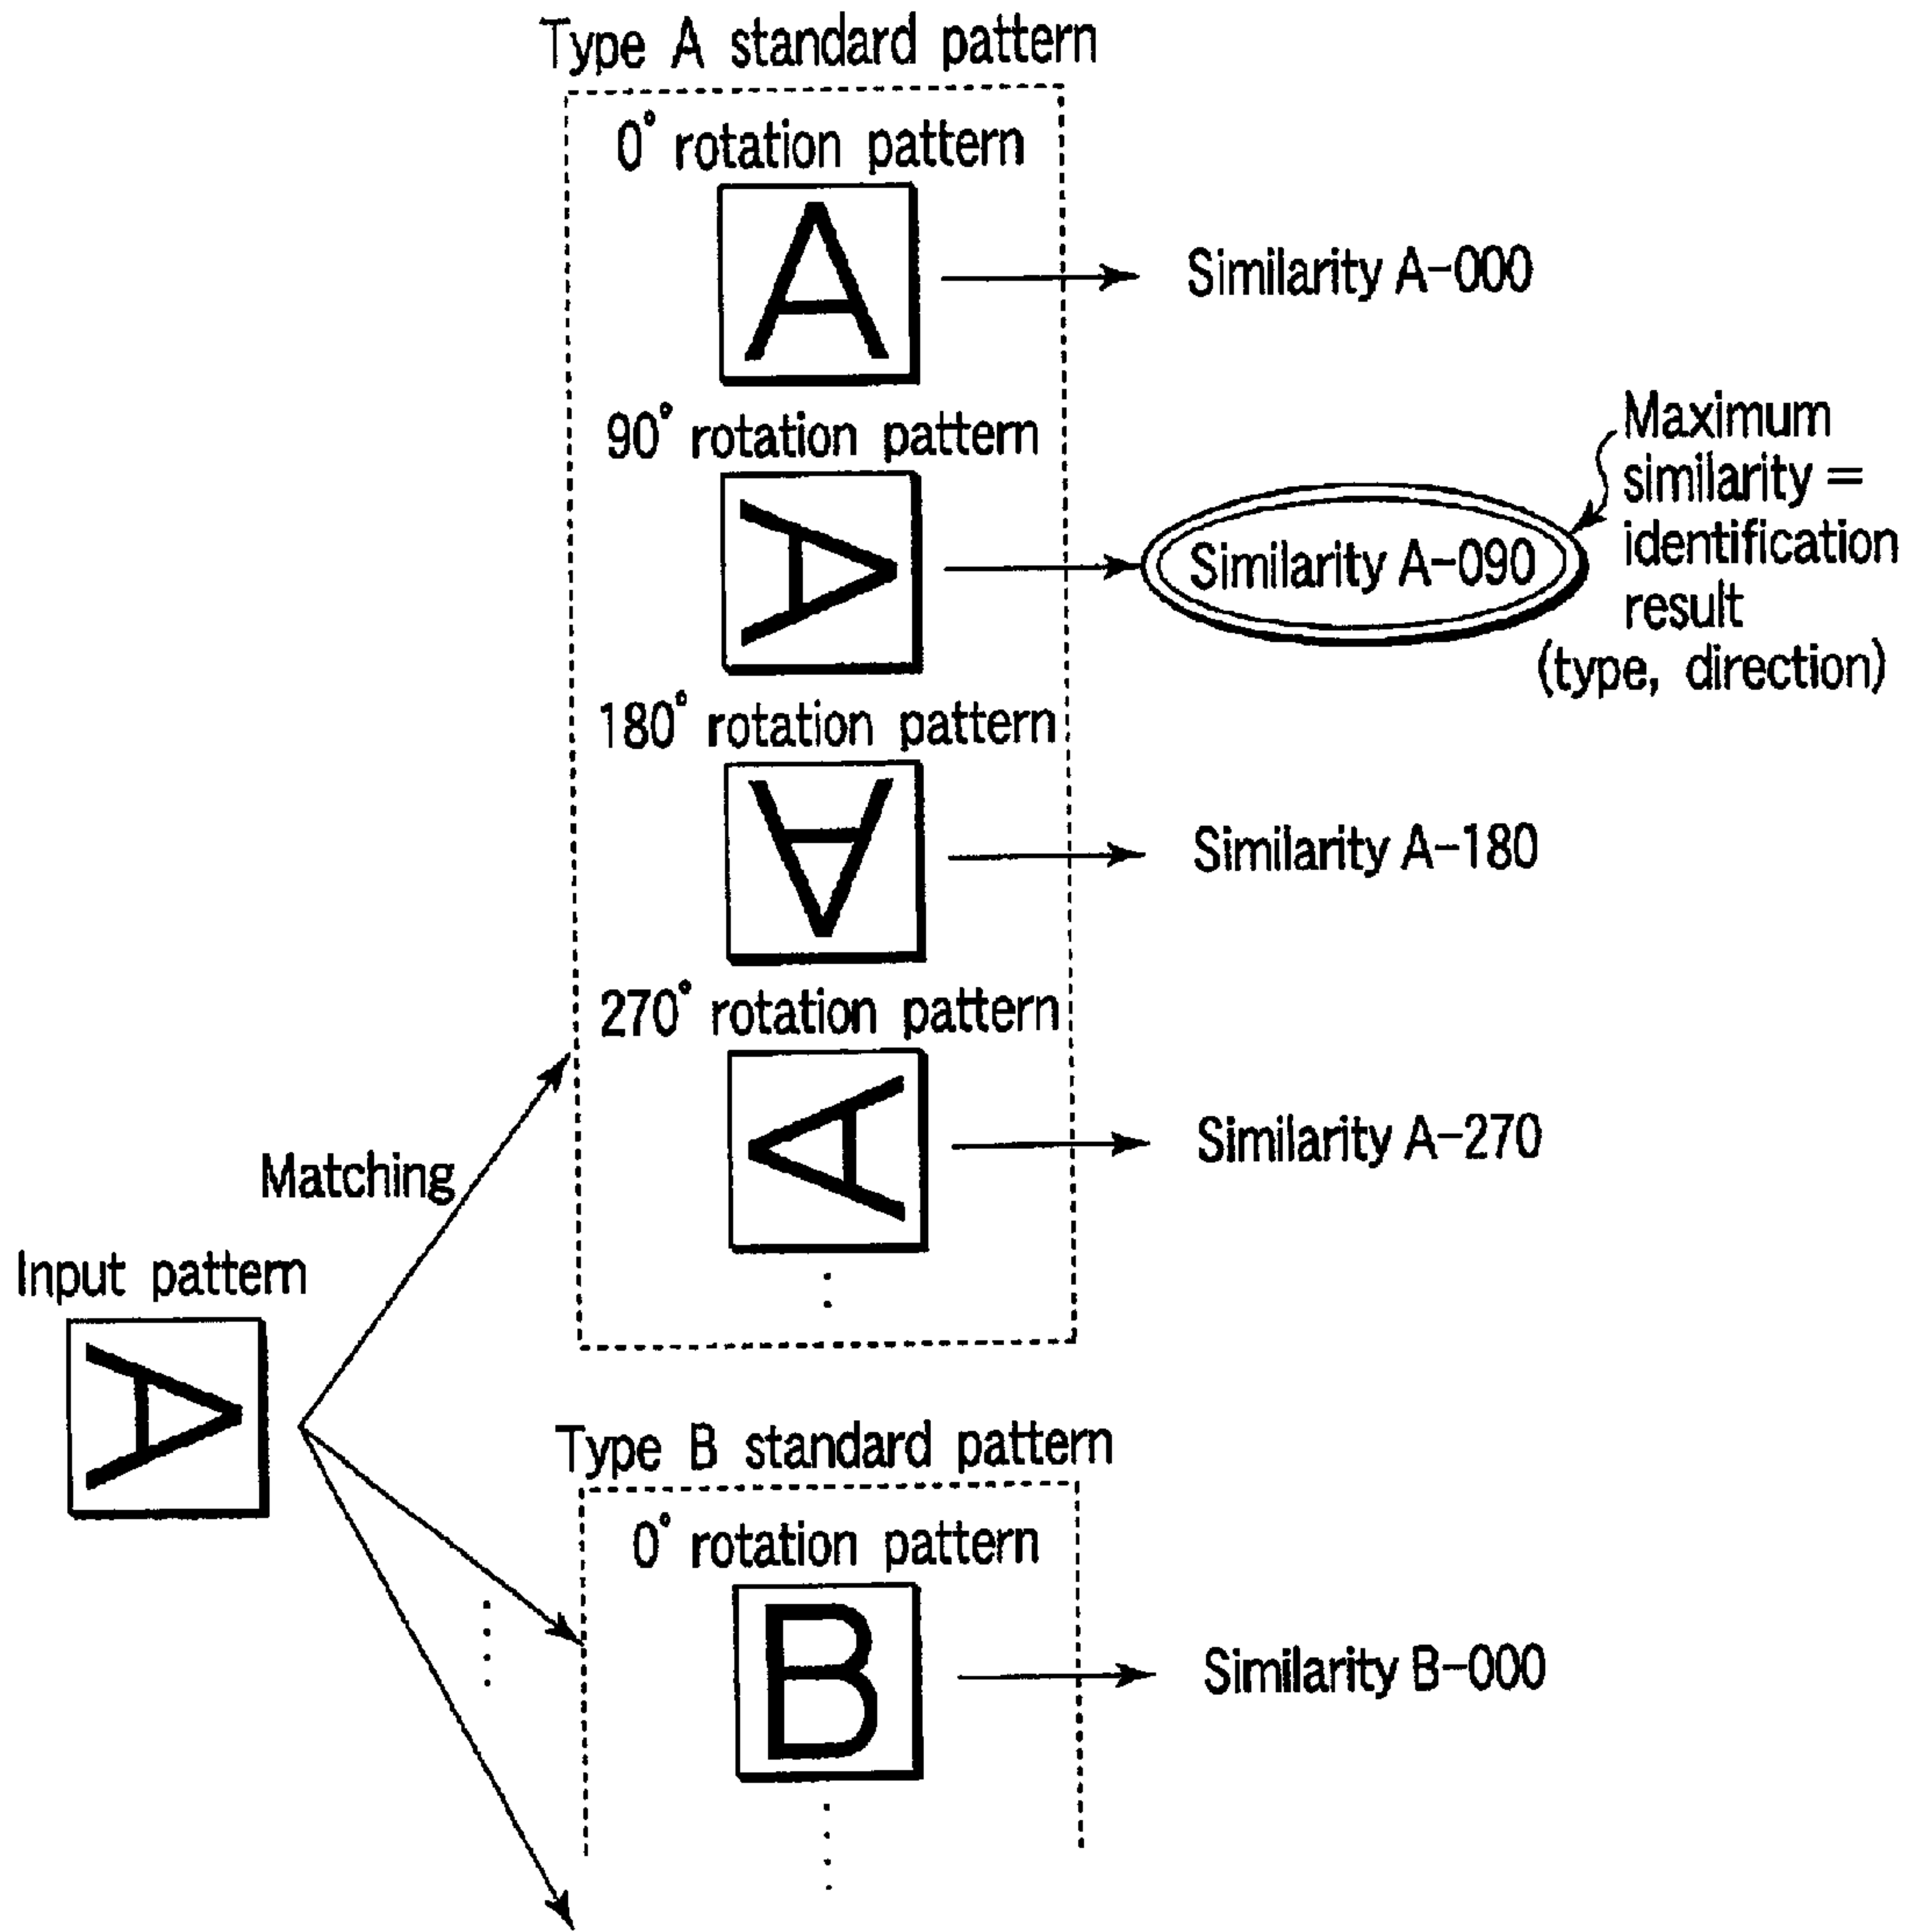 Type A standard pattern
0° rotation pattern
A
Similarity A-000
90° rotation pattern
A
Similarity A-090
Maximum
similarity =
identification
result
(type, direction)
180° rotation pattern
A
Similarity A-180
270° rotation pattern
A
Similarity A-270
Matching
Input pattern
A
Type B standard pattern
0° rotation pattern
B
Similarity B-000